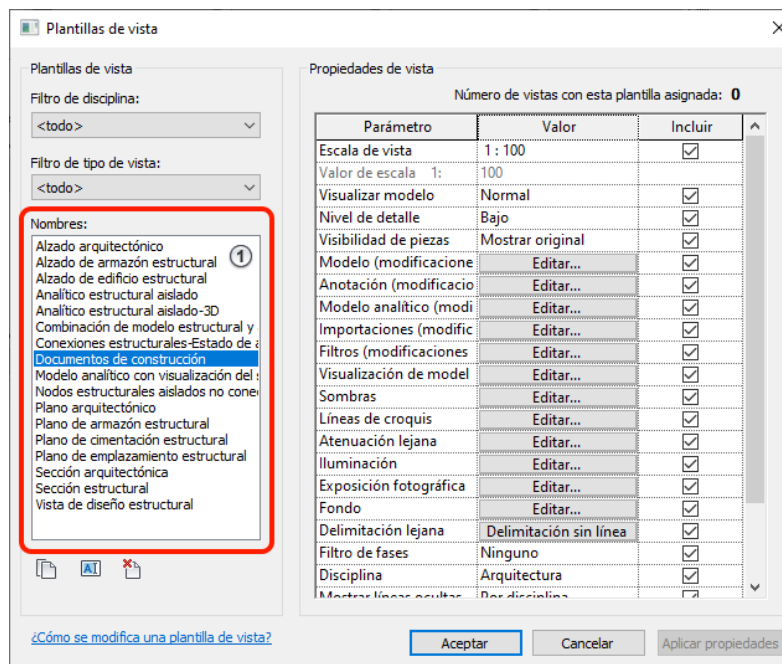 Plantillas de vista
Plantillas de vista
Filtro de disciplina:
<todo>
Filtro de tipo de vista:
<todo>
Nombres:
1
Alzado arquitectónico
Alzado de armazón estructural
Alzado de edificio estructural
Analítico estructural aislado
Analítico estructural aislado-3D
Combinación de modelo estructural y
Conexiones estructurales-Estado de a
Documentos de construcción
Modelo analítico con visualización del s
Nodos estructurales aislados no cone
Plano arquitectónico
Plano de armazón estructural
Plano de cimentación estructural
Plano de emplazamiento estructural
Sección arquitectónica
Sección estructural
Vista de diseño estructural
¿Cómo se modifica una plantilla de vista?
Propiedades de vista
Número de vistas con esta plantilla asignada: 0
Parámetro Valor Incluir
Escala de vista 1 : 100
Valor de escala 1: 100
Visualizar modelo Normal
Nivel de detalle Bajo
Visibilidad de piezas Mostrar original
Modelo (modificacione Editar...
Anotación (modificacio Editar...
Modelo analítico (modi Editar...
Importaciones (modific Editar...
Filtros (modificaciones Editar...
Visualización de model Editar...
Sombras Editar...
Líneas de croquis Editar...
Atenuación lejana Editar...
Iluminación Editar...
Exposición fotográfica Editar...
Fondo Editar...
Delimitación lejana Delimitación sin línea
Filtro de fases Ninguno
Disciplina Arquitectura
Mostrar líneas ocultas Por disciplina
Aceptar Cancelar Aplicar propiedades